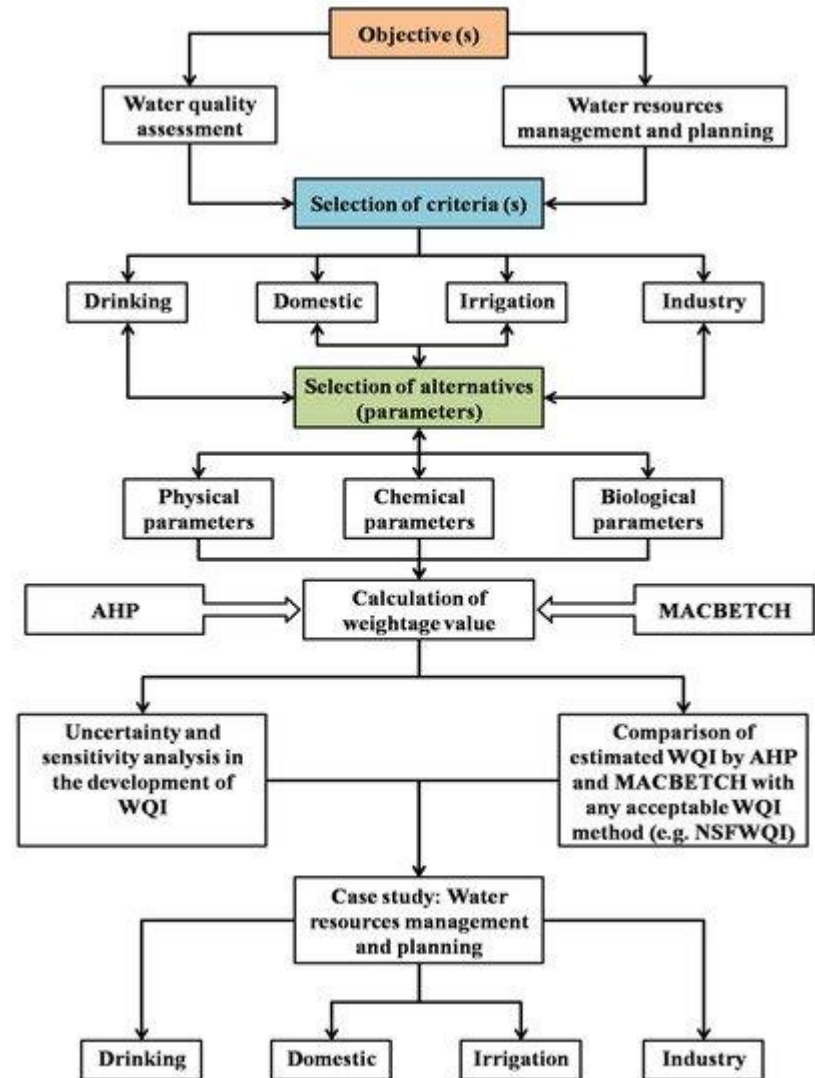 Objective (s)
Water quality
assessment
Water resources
management and planning
Selection of criteria (s)
Drinking
Domestic
Irrigation
Industry
Selection of alternatives
(parameters)
Physical
parameters
Chemical
parameters
Biological
parameters
AHP
Calculation of
weightage value
MACBETCH
Uncertainty and
sensitivity analysis in
the development of
WQI
Comparison of
estimated WQI by AHP
and MACBETCH with
any acceptable WQI
method (e.g. NSFWQI)
Case study: Water
resources management
and planning
Drinking
Domestic
Irrigation
Industry